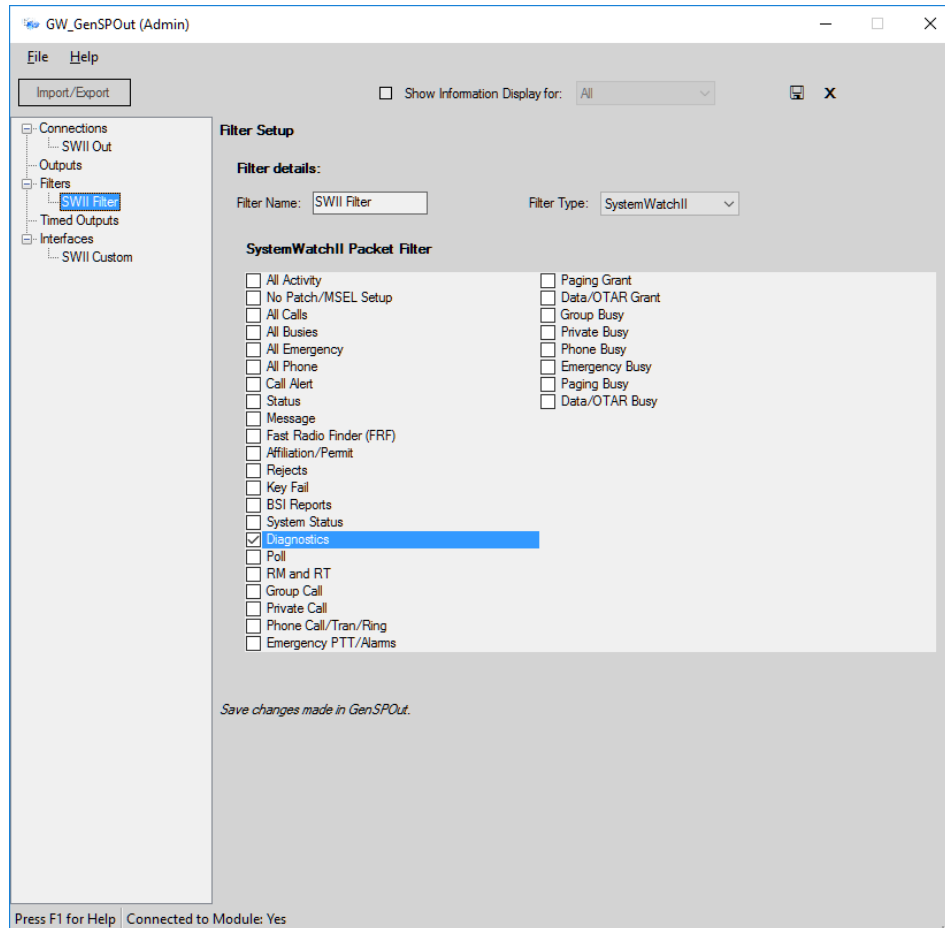 GW_GenSPOut (Admin)
File Help
Import/Export
Show Information Display for: All
X
Connections
SWII Out
Outputs
Filters
SWII Filter
Timed Outputs
Interfaces
SWII Custom
Filter Setup
Filter details:
Filter Name: SWII Filter Filter Type: SystemWatchII
SystemWatchII Packet Filter
All Activity
No Patch/MSEL Setup
All Calls
All Busies
All Emergency
All Phone
Call Alert
Status
Message
Fast Radio Finder (FRF)
Affiliation/Permit
Rejects
Key Fail
BSI Reports
System Status
Diagnostics
Poll
RM and RT
Group Call
Private Call
Phone Call/Tran/Ring
Emergency PTT/Alarms
Paging Grant
Data/OTAR Grant
Group Busy
Private Busy
Phone Busy
Emergency Busy
Paging Busy
Data/OTAR Busy
Save changes made in GenSPOut.
Press F1 for Help Connected to Module: Yes